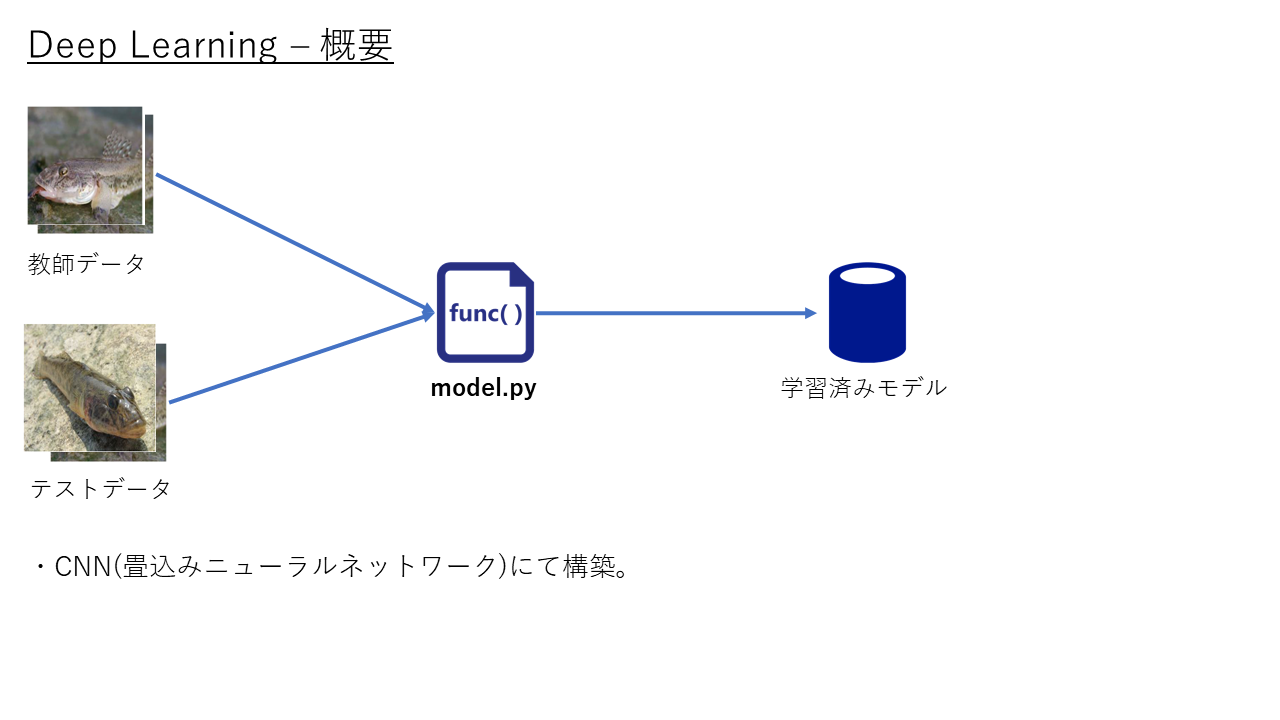 Deep Learning – 概要
教師データ
func( )
model.py
学習済みモデル
テストデータ
・CNN(畳込みニューラルネットワーク)にて構築。